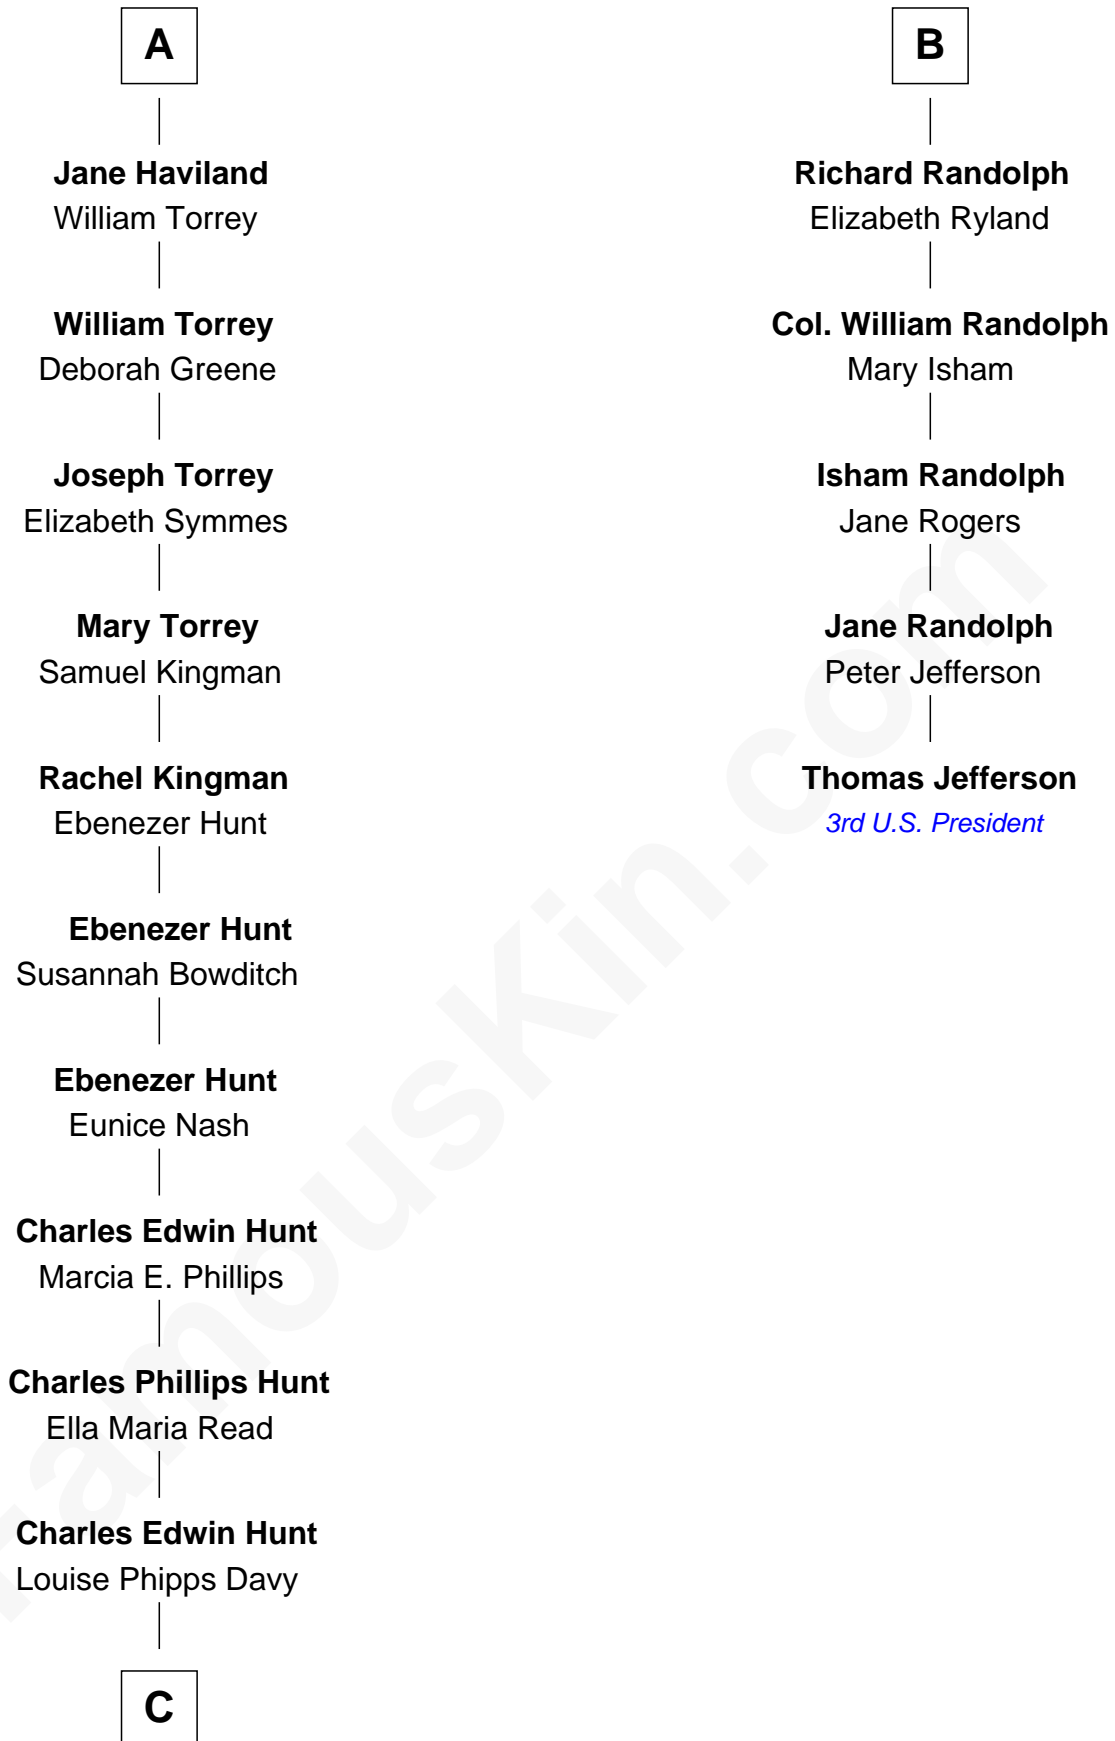 A
Jane Haviland
William Torrey
William Torrey
Deborah Greene
Joseph Torrey
Elizabeth Symmes
Mary Torrey
Samuel Kingman
Rachel Kingman
Ebenezer Hunt
Ebenezer Hunt
Susannah Bowditch
Ebenezer Hunt
Eunice Nash
Charles Edwin Hunt
Marcia E. Phillips
Charles Phillips Hunt
Ella Maria Read
Charles Edwin Hunt
Louise Phipps Davy
C
B
Richard Randolph
Elizabeth Ryland
Col. William Randolph
Mary Isham
Isham Randolph
Jane Rogers
Jane Randolph
Peter Jefferson
Thomas Jefferson
3rd U.S. President
FamousKin.com